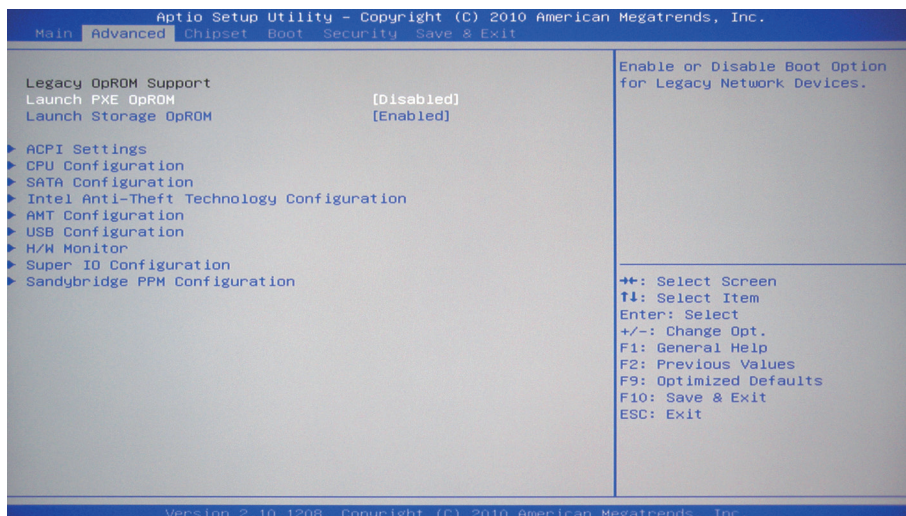 Aptio Setup Utility – Copyright (C) 2010 American Megatrends, Inc.
Main Advanced Chipset Boot Security Save & Exit
Legacy OpROM Support
Launch PXE OpROM [Disabled]
Launch Storage OpROM [Enabled]
ACPI Settings
CPU Configuration
SATA Configuration
Intel Anti-Theft Technology Configuration
AMT Configuration
USB Configuration
H/W Monitor
Super IO Configuration
Sandybridge PPM Configuration
Enable or Disable Boot Option
for Legacy Network Devices.
→←: Select Screen
↑↓: Select Item
Enter: Select
+/-: Change Opt.
F1: General Help
F2: Previous Values
F9: Optimized Defaults
F10: Save & Exit
ESC: Exit
Version 2.10.1208. Copyright (C) 2010 American Megatrends, Inc.